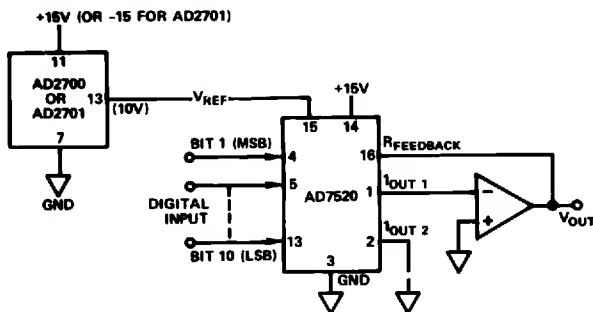 +15V (OR -15 FOR AD2701)
11
AD2700
OR
AD2701
13
(10V)
7
GND
VREF
+15V
15
14
BIT 1 (MSB)
4
5
DIGITAL
INPUT
13
BIT 10 (LSB)
AD7520
16
RFEEDBACK
1
IOUT 1
2
IOUT 2
3
GND
−
+
VOUT